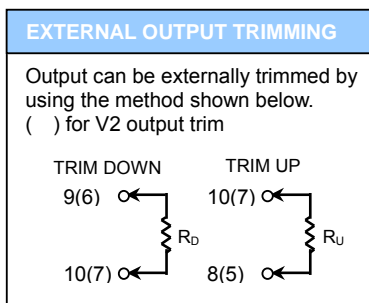 EXTERNAL OUTPUT TRIMMING
Output can be externally trimmed by
using the method shown below.
(   ) for V2 output trim
TRIM DOWN TRIM UP
9(6) 10(7)
RD RU
10(7) 8(5)